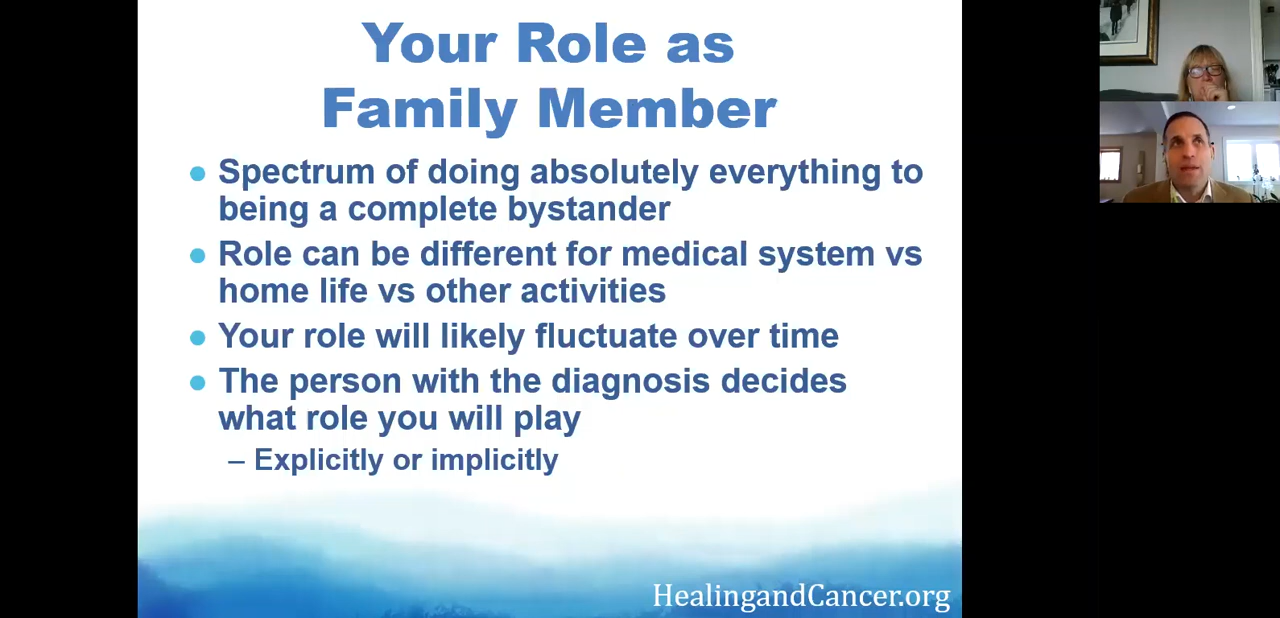 Your Role as
Family Member
• Spectrum of doing absolutely everything to
being a complete bystander
• Role can be different for medical system vs
home life vs other activities
• Your role will likely fluctuate over time
• The person with the diagnosis decides
what role you will play
– Explicitly or implicitly
HealingandCancer.org